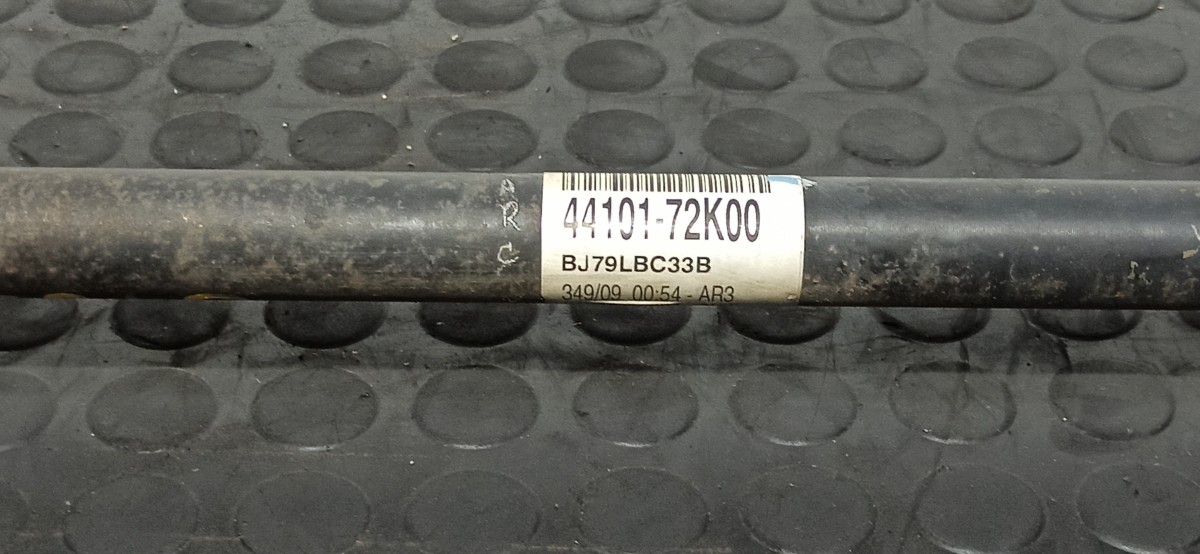 A
R
C
44101-72K00
BJ79LBC33B
349/09 00:54 - AR3